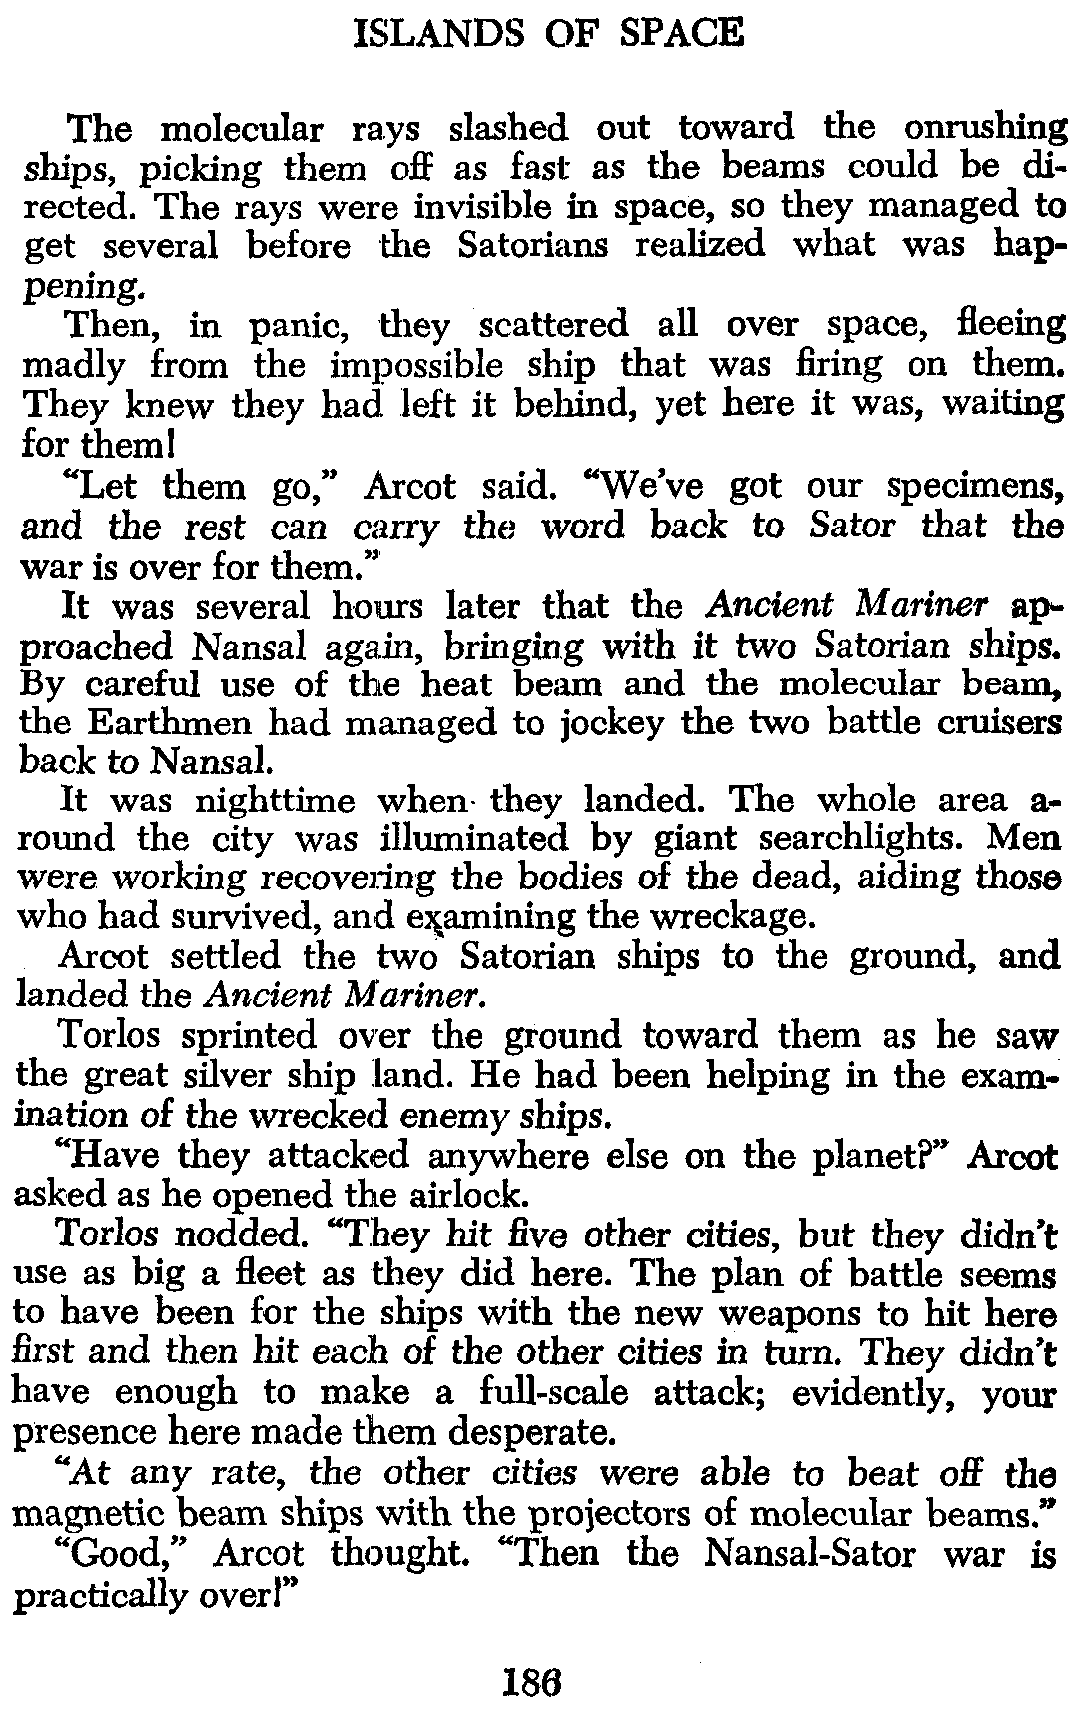 ISLANDS OF SPACE
The molecular rays slashed out toward the onrushing
ships, picking them off as fast as the beams could be di-
rected. The rays were invisible in space, so they managed to
get several before the Satorians realized what was hap-
pening.
Then, in panic, they scattered all over space, fleeing
madly from the impossible ship that was firing on them.
They knew they had left it behind, yet here it was, waiting
for them!
“Let them go,” Arcot said. “We’ve got our specimens,
and the rest can carry the word back to Sator that the
war is over for them.”
It was several hours later that the Ancient Mariner ap-
proached Nansal again, bringing with it two Satorian ships.
By careful use of the heat beam and the molecular beam,
the Earthmen had managed to jockey the two battle cruisers
back to Nansal.
It was nighttime when they landed. The whole area a-
round the city was illuminated by giant searchlights. Men
were working recovering the bodies of the dead, aiding those
who had survived, and examining the wreckage.
Arcot settled the two Satorian ships to the ground, and
landed the Ancient Mariner.
Torlos sprinted over the ground toward them as he saw
the great silver ship land. He had been helping in the exam-
ination of the wrecked enemy ships.
“Have they attacked anywhere else on the planet?” Arcot
asked as he opened the airlock.
Torlos nodded. “They hit five other cities, but they didn’t
use as big a fleet as they did here. The plan of battle seems
to have been for the ships with the new weapons to hit here
first and then hit each of the other cities in turn. They didn’t
have enough to make a full-scale attack; evidently, your
presence here made them desperate.
“At any rate, the other cities were able to beat off the
magnetic beam ships with the projectors of molecular beams.”
“Good,” Arcot thought. “Then the Nansal-Sator war is
practically over!”
186